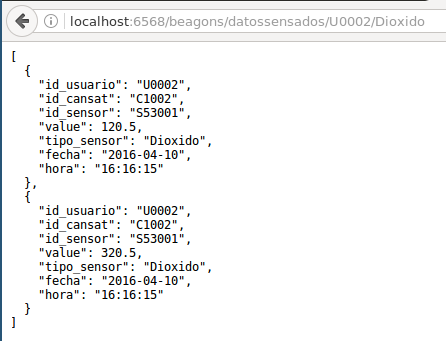 localhost:6568/beagons/datossensados/U0002/Dioxido
[
  {
    "id_usuario": "U0002",
    "id_cansat": "C1002",
    "id_sensor": "S53001",
    "value": 120.5,
    "tipo_sensor": "Dioxido",
    "fecha": "2016-04-10",
    "hora": "16:16:15"
  },
  {
    "id_usuario": "U0002",
    "id_cansat": "C1002",
    "id_sensor": "S53001",
    "value": 320.5,
    "tipo_sensor": "Dioxido",
    "fecha": "2016-04-10",
    "hora": "16:16:15"
  }
]